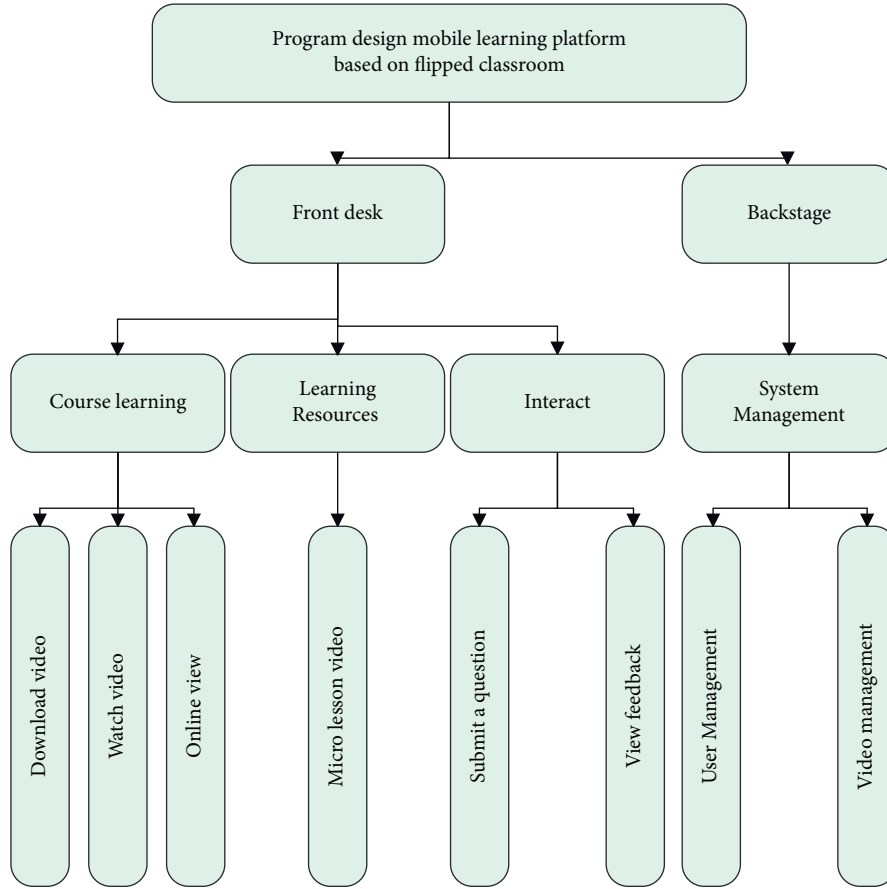 Program design mobile learning platform
based on flipped classroom
Front desk
Backstage
Course learning
Learning
Resources
Interact
System
Management
Download video
Watch video
Online view
Micro lesson video
Submit a question
View feedback
User Management
Video management